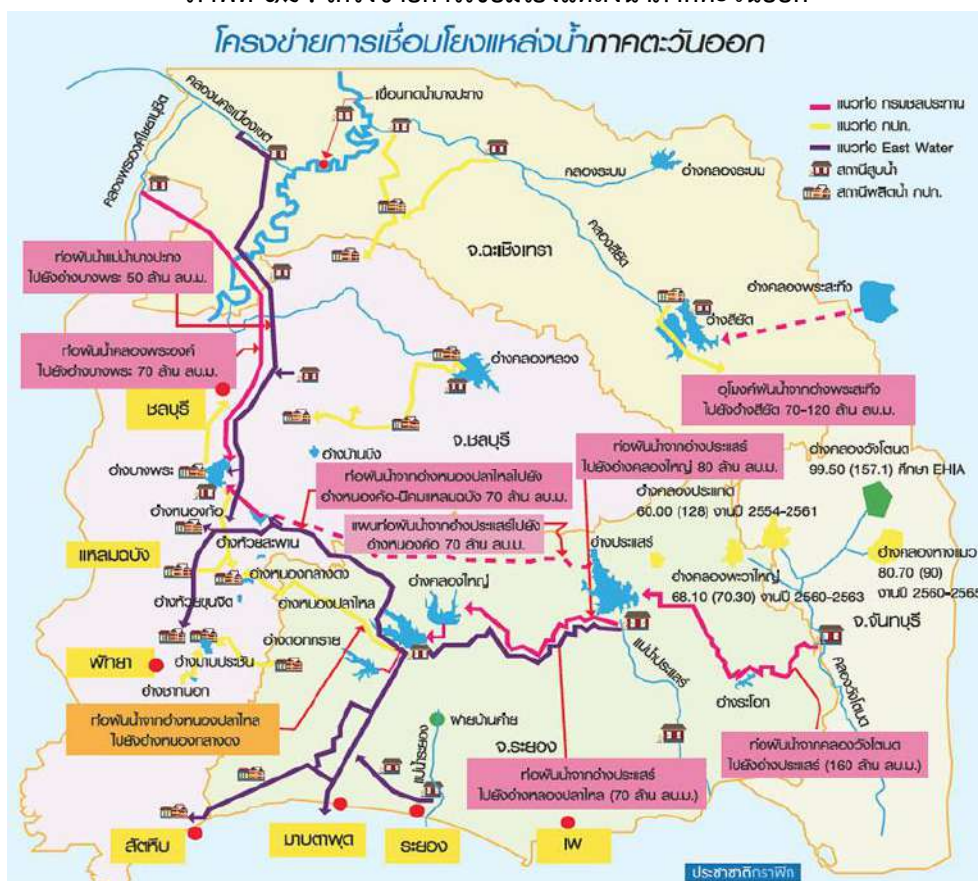 โครงข่ายการเชื่อมโยงแหล่งน้ำภาคตะวันออก
แนวท่อ กรมชลประทาน
แนวท่อ กปภ.
แนวท่อ East Water
สถานีสูบน้ำ
สถานีผลิตน้ำ กปภ.
คลองพระองค์ไชยานุชิต
คลองนครเนื่องเขต
เขื่อนทดน้ำบางปะกง
คลองระบม
อ่างคลองระบม
คลองสียัด
จ.ฉะเชิงเทรา
อ่างคลองพระสะทึง
อ่างสียัด
ท่อผันน้ำแม่น้ำบางปะกง
ไปยังอ่างบางพระ 50 ล้าน ลบ.ม.
ท่อผันน้ำคลองพระองค์
ไปยังอ่างบางพระ 70 ล้าน ลบ.ม.
อุโมงค์ผันน้ำจากอ่างพระสะทึง
ไปยังอ่างสียัด 70-120 ล้าน ลบ.ม.
ชลบุรี
อ่างคลองหลวง
จ.ชลบุรี
อ่างบ้านบึง
อ่างบางพระ
ท่อผันน้ำจากอ่างหนองปลาไหลไปยัง
อ่างหนองค้อ-นิคมแหลมฉบัง 70 ล้าน ลบ.ม.
ท่อผันน้ำจากอ่างประแสร์
ไปยังอ่างคลองใหญ่ 80 ล้าน ลบ.ม.
อ่างคลองวังโตนด
99.50 (157.1) ศึกษา EHIA
อ่างคลองประแกด
60.00 (128) งานปี 2554-2561
แผนท่อผันน้ำจากอ่างประแสร์ไปยัง
อ่างหนองค้อ 70 ล้าน ลบ.ม.
อ่างหนองค้อ
อ่างห้วยสะพาน
แหลมฉบัง
อ่างประแสร์
อ่างคลองหางแมว
80.70 (90)
งานปี 2560-2565
อ่างหนองกลางดง
อ่างคลองใหญ่
อ่างคลองพะวาใหญ่
68.10 (70.30) งานปี 2560-2563
อ่างห้วยขุนจิต
อ่างหนองปลาไหล
จ.จันทบุรี
อ่างดอกกราย
พัทยา
อ่างมาบประชัน
อ่างซากนอก
แม่น้ำประแสร์
คลองวังโตนด
อ่างระโอก
ท่อผันน้ำจากอ่างหนองปลาไหล
ไปยังอ่างหนองกลางดง
ฝายบ้านค่าย
แม่น้ำระยอง
จ.ระยอง
ท่อผันน้ำจากคลองวังโตนด
ไปยังอ่างประแสร์ (160 ล้าน ลบ.ม.)
ท่อผันน้ำจากอ่างประแสร์
ไปยังอ่างหลองปลาไหล (70 ล้าน ลบ.ม.)
สัตหีบ
มาบตาพุด
ระยอง
เพ
ประชาชาติกราฟิก